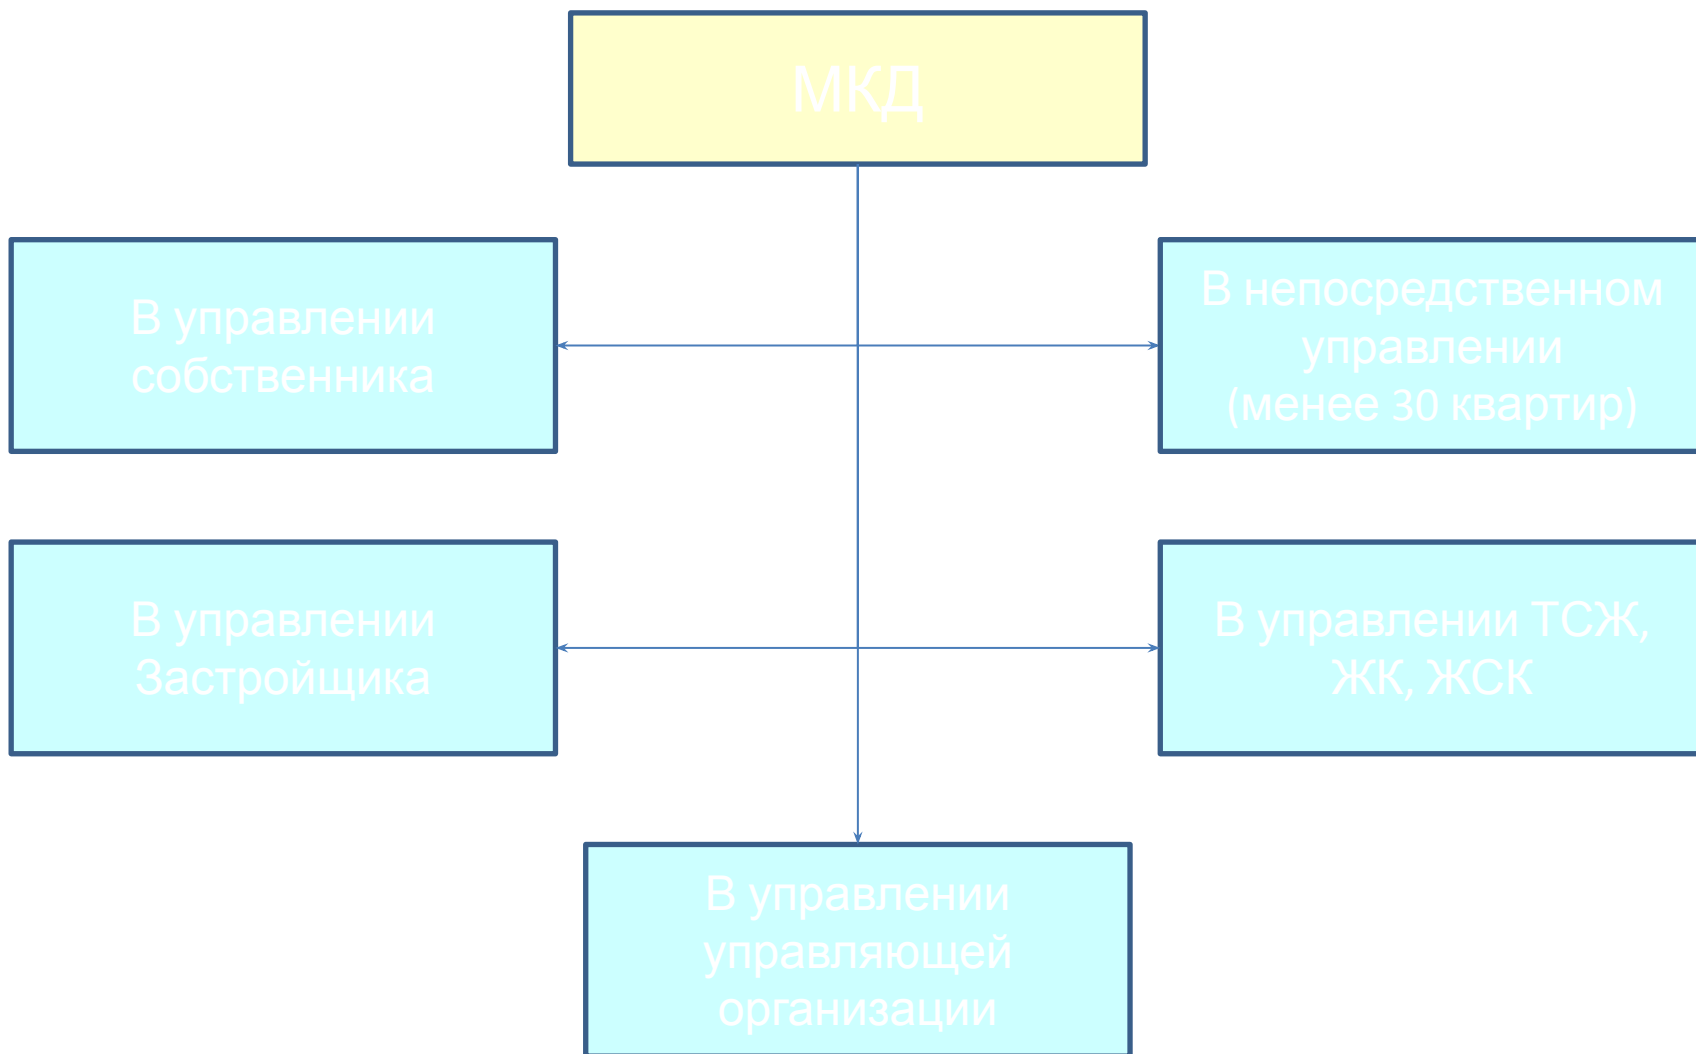 МКД
В управлении
собственника
В непосредственном
управлении
(менее 30 квартир)
В управлении
Застройщика
В управлении ТСЖ,
ЖК, ЖСК
В управлении
управляющей
организации